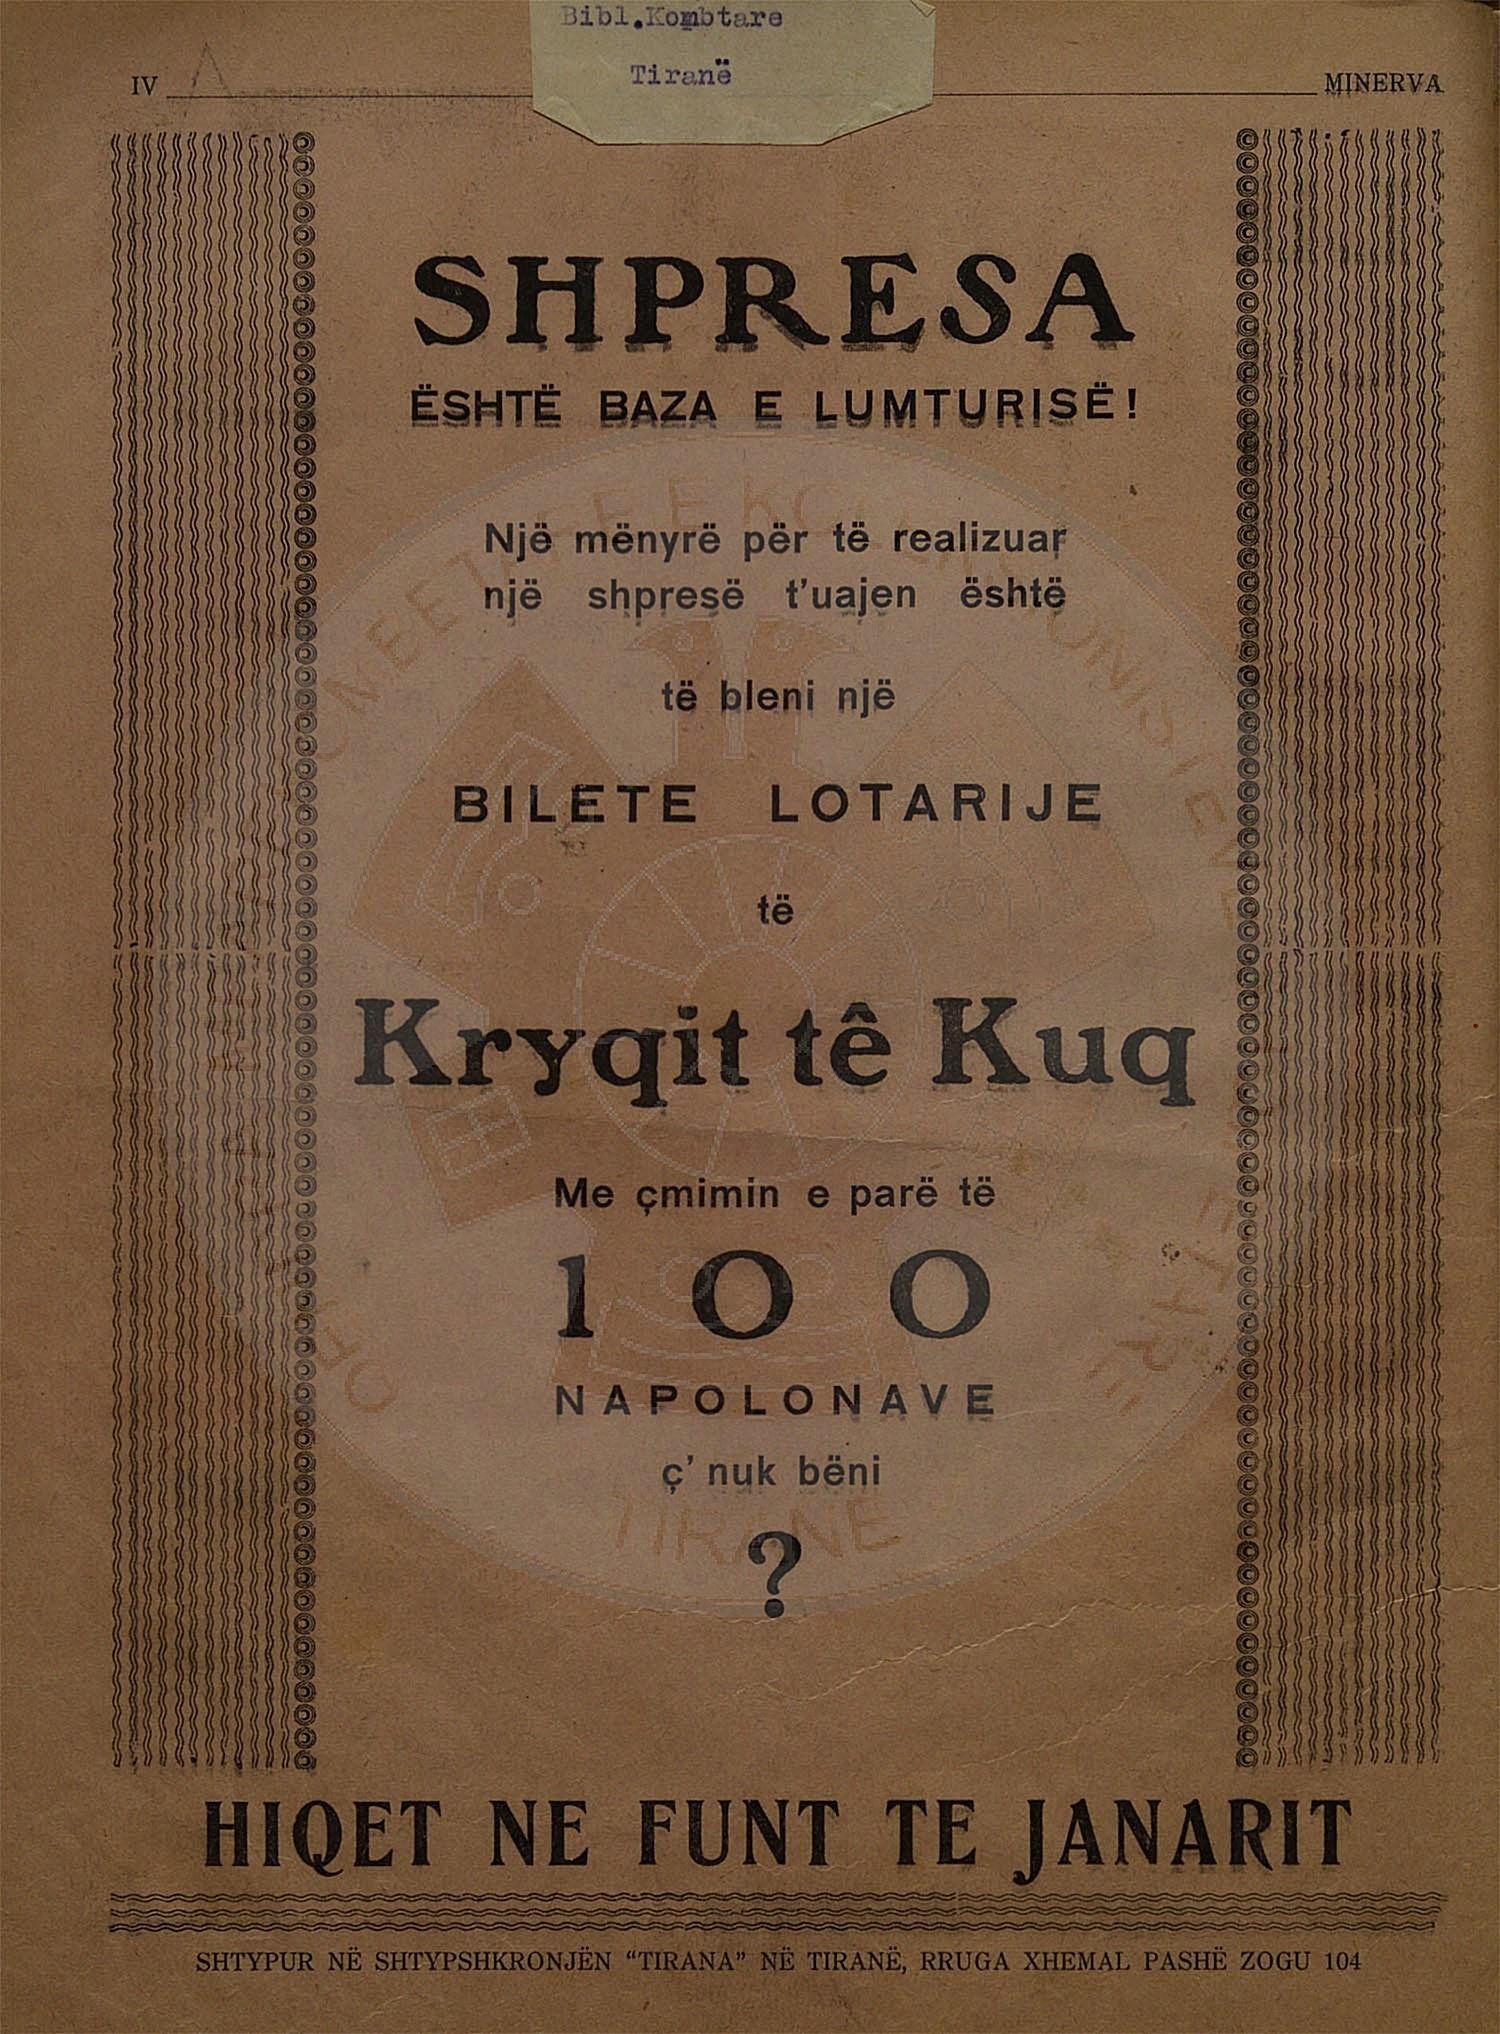 Bibl.Kombtare
Tiranë
IV MINERVA
SHPRESA
ËSHTË BAZA E LUMTURISË!
Një mënyrë për të realizuar
një shpresë t'uajen është
të bleni një
BILETE LOTARIJE
të
Kryqit tê Kuq
Me çmimin e parë të
100
NAPOLONAVE
ç' nuk bëni
?
HIQET NE FUNT TE JANARIT
SHTYPUR NË SHTYPSHKRONJËN “TIRANA” NË TIRANË, RRUGA XHEMAL PASHË ZOGU 104
TIRANË